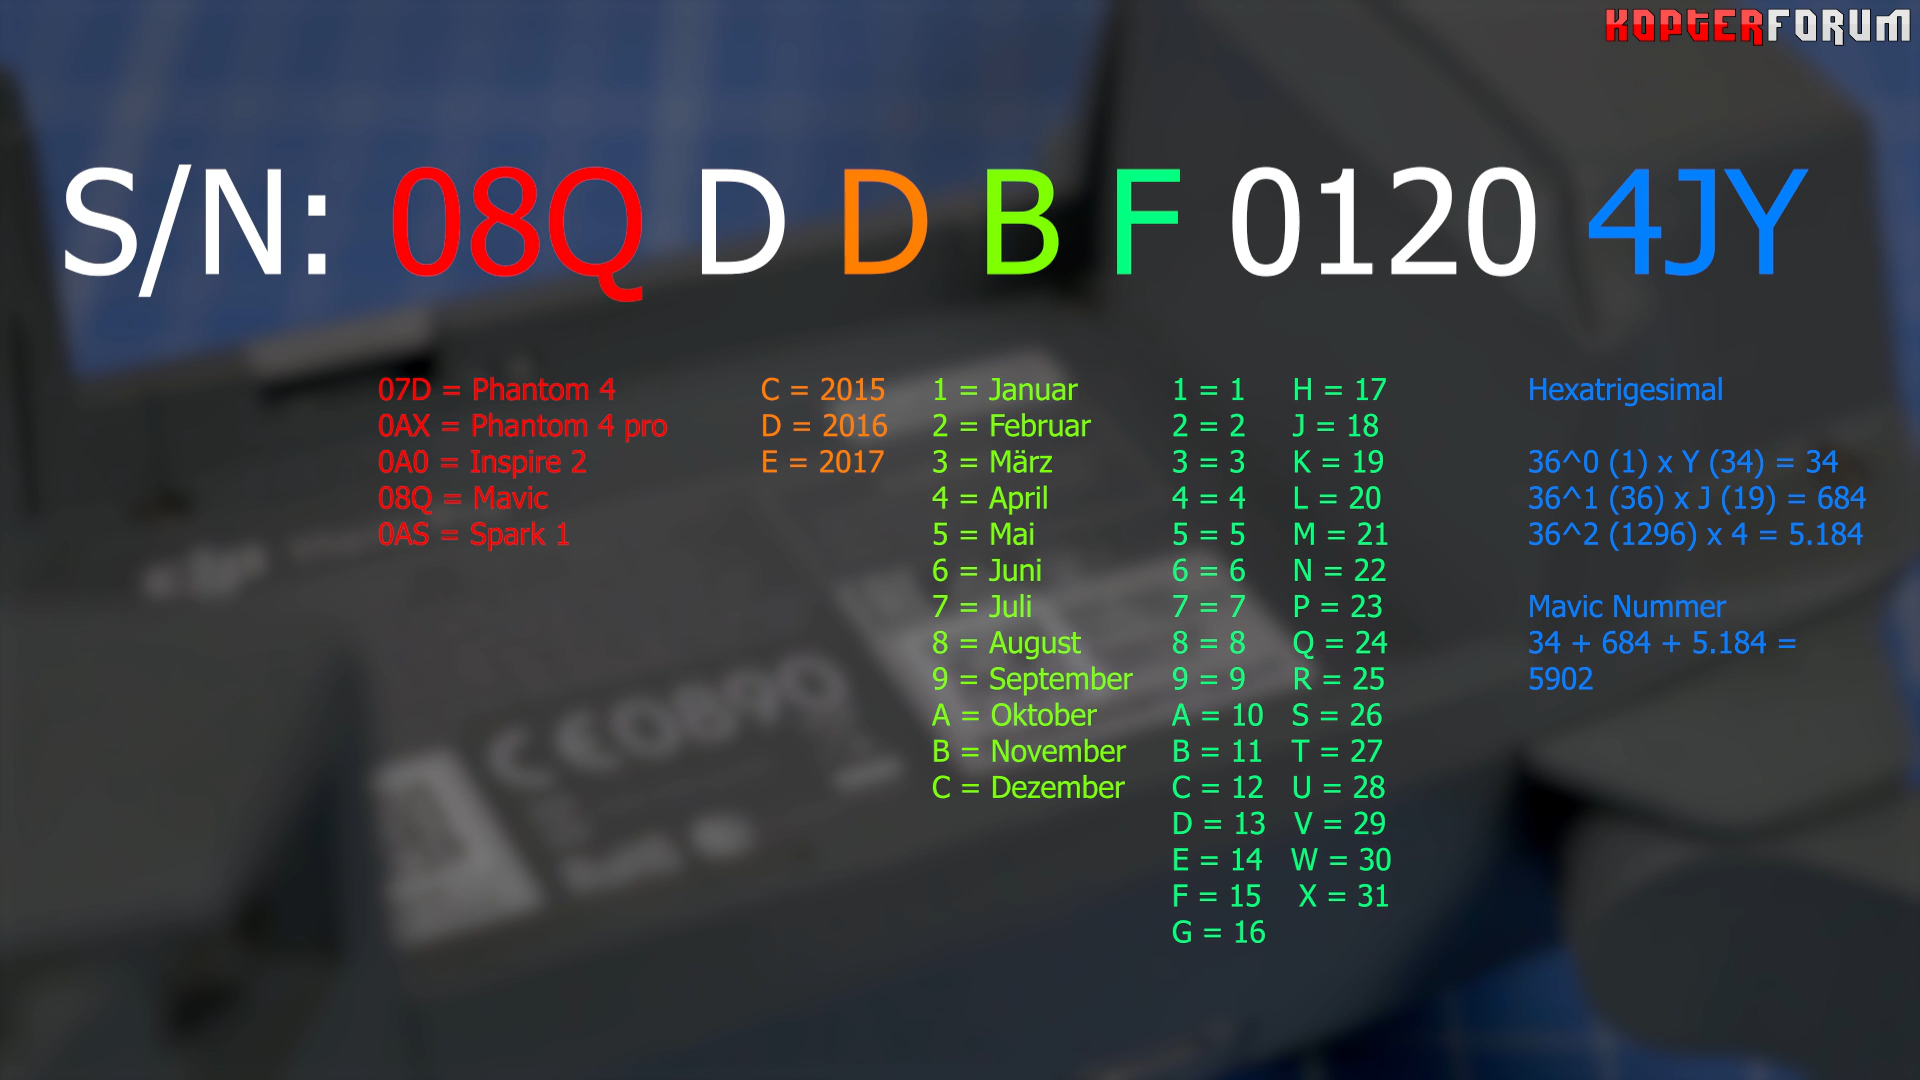 KOPTERFORUM
S/N: 08Q D D B F 0120 4JY
07D = Phantom 4
0AX = Phantom 4 pro
0A0 = Inspire 2
08Q = Mavic
0AS = Spark 1
C = 2015
D = 2016
E = 2017
1 = Januar
2 = Februar
3 = März
4 = April
5 = Mai
6 = Juni
7 = Juli
8 = August
9 = September
A = Oktober
B = November
C = Dezember
1 = 1
2 = 2
3 = 3
4 = 4
5 = 5
6 = 6
7 = 7
8 = 8
9 = 9
A = 10
B = 11
C = 12
D = 13
E = 14
F = 15
G = 16
H = 17
J = 18
K = 19
L = 20
M = 21
N = 22
P = 23
Q = 24
R = 25
S = 26
T = 27
U = 28
V = 29
W = 30
X = 31
Hexatrigesimal
36^0 (1) x Y (34) = 34
36^1 (36) x J (19) = 684
36^2 (1296) x 4 = 5.184
Mavic Nummer
34 + 684 + 5.184 =
5902
CE0890